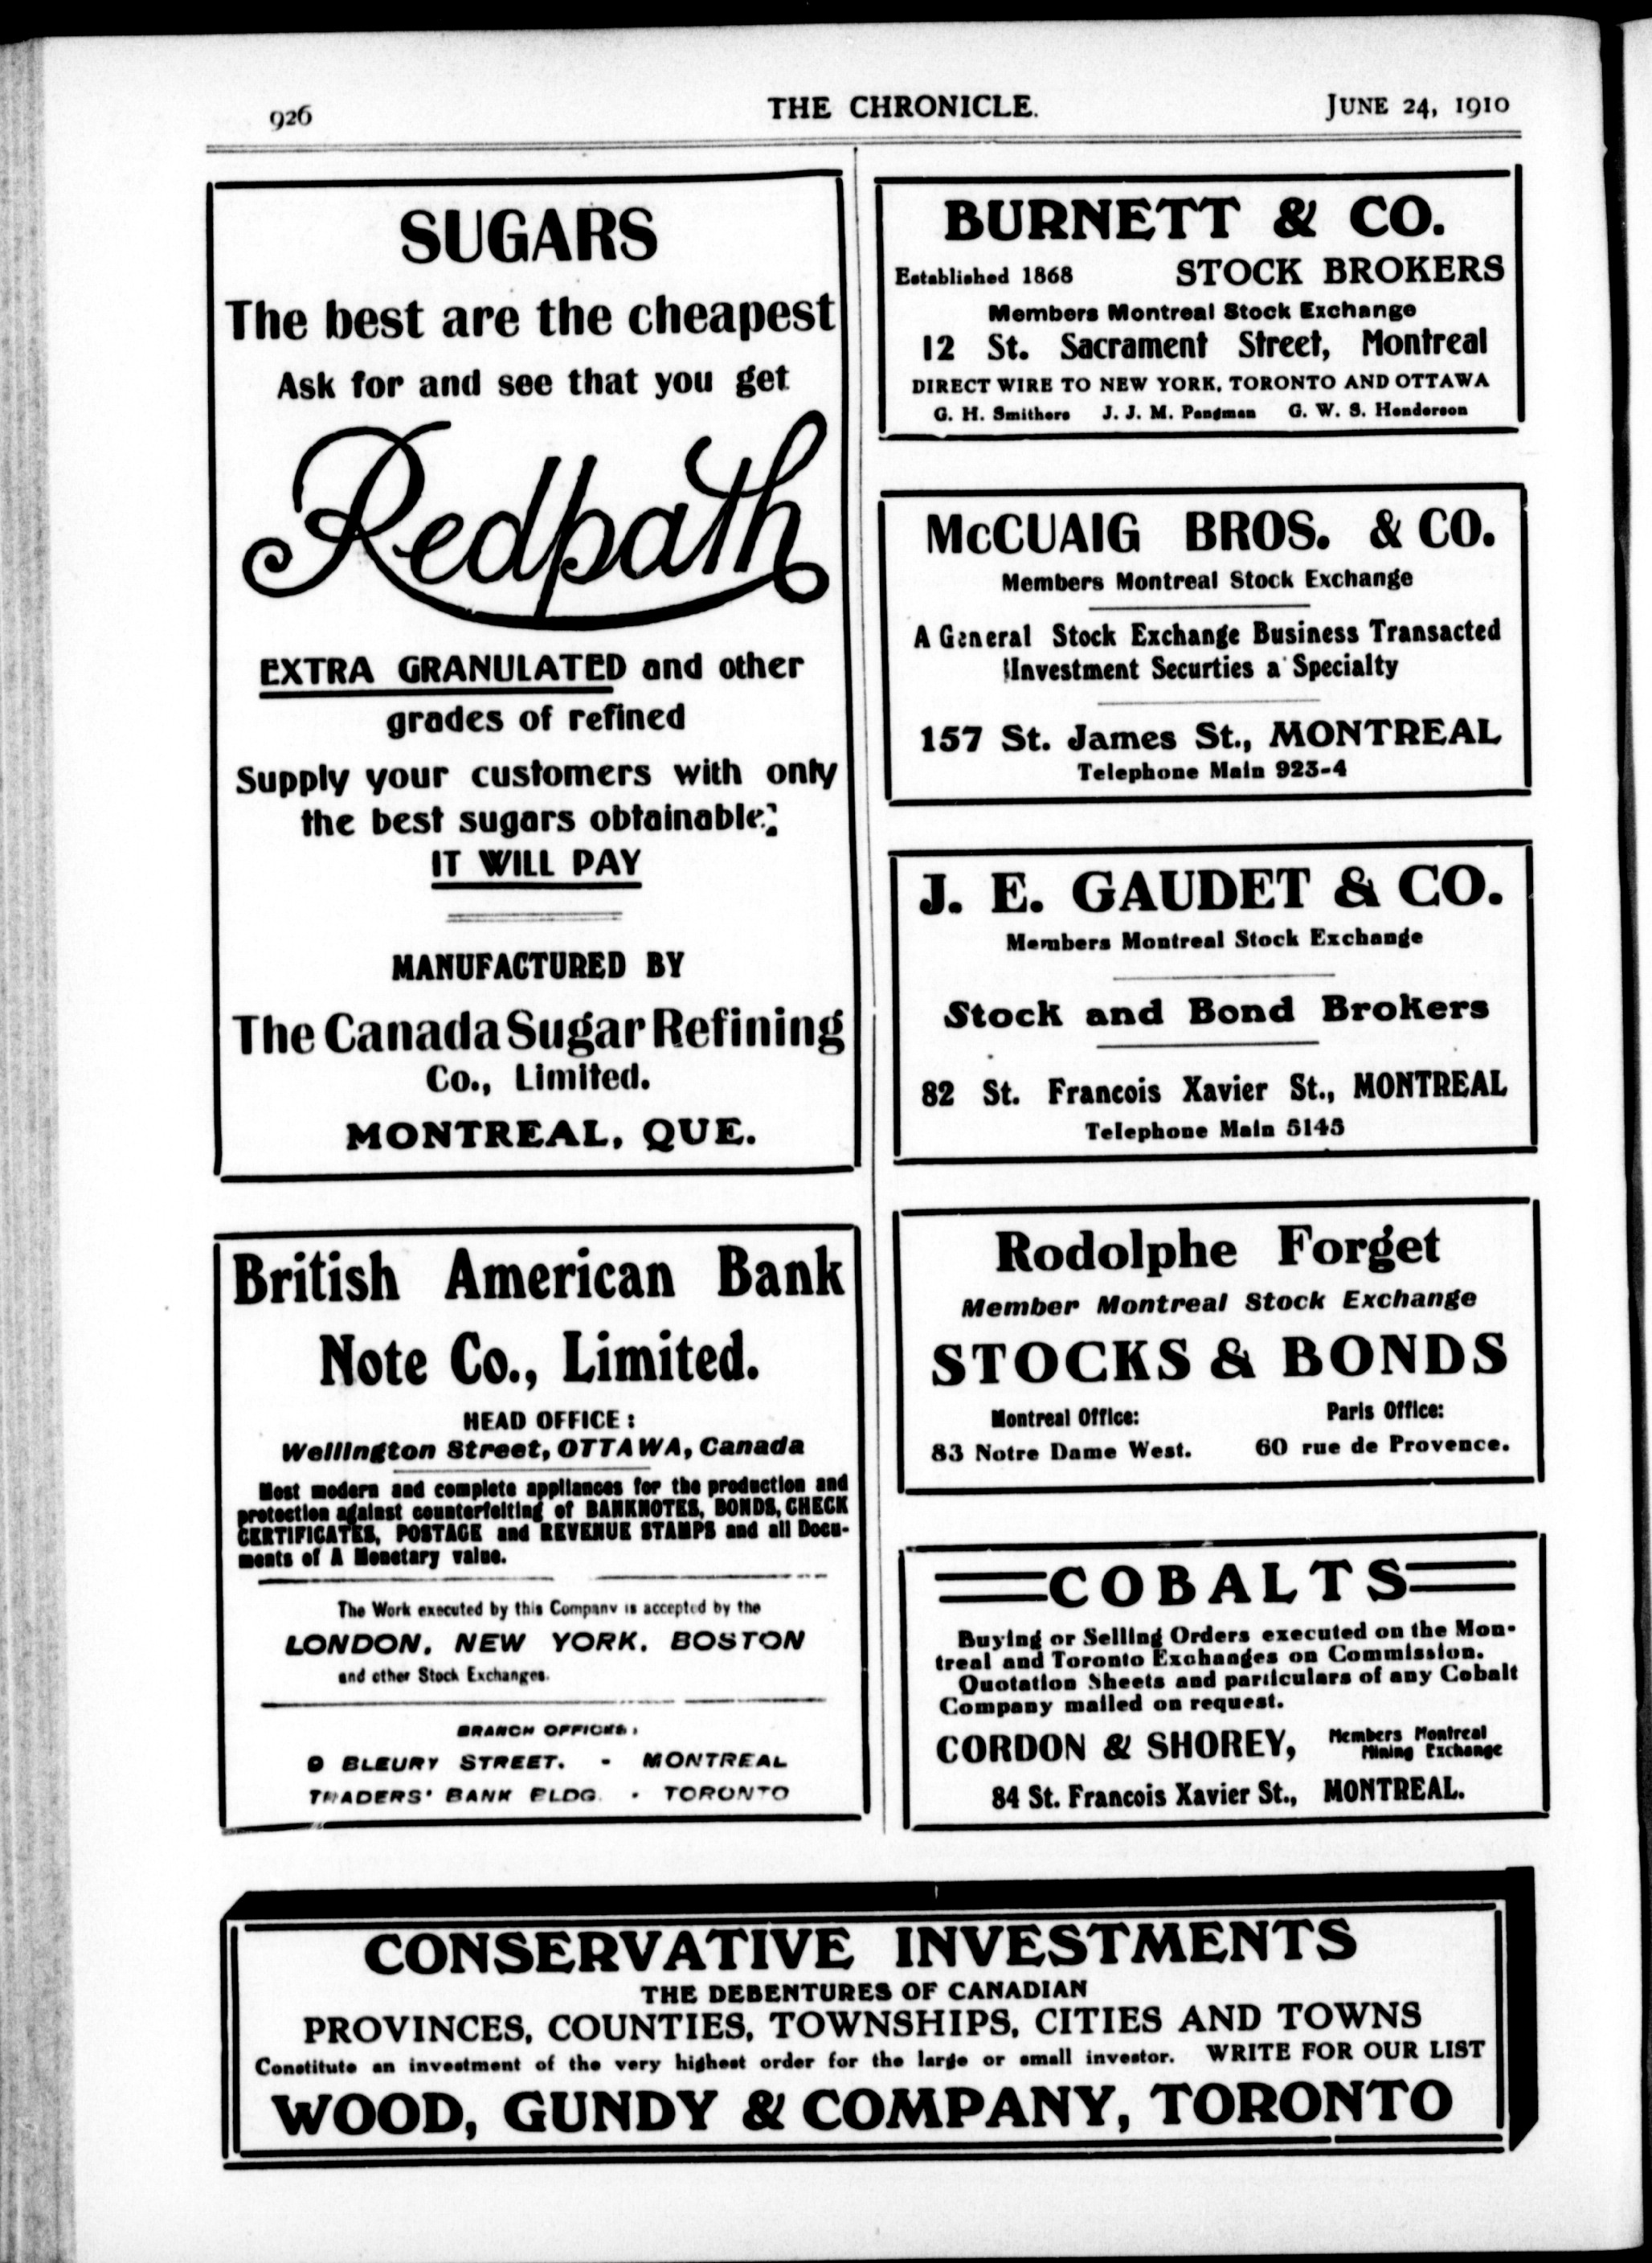 926
THE CHRONICLE.
JUNE 24, 1910
SUGARS
The best are the cheapest
Ask for and see that you get
Redpath
EXTRA GRANULATED and other
grades of refined
Supply your customers with only
the best sugars obtainable.
IT WILL PAY
MANUFACTURED BY
The Canada Sugar Refining
Co., Limited.
MONTREAL, QUE.
British American Bank
Note Co., Limited.
HEAD OFFICE :
Wellington Street, OTTAWA, Canada
Most modern and complete appliances for the production and
protection against counterfeiting of BANKNOTES, BONDS, CHECK
CERTIFICATES, POSTAGE and REVENUE STAMPS and all Docu-
ments of A Monetary value.
The Work executed by this Company is accepted by the
LONDON, NEW YORK, BOSTON
and other Stock Exchanges.
BRANCH OFFICES:
9 BLEURY STREET. - MONTREAL
TRADERS' BANK BLDG. - TORONTO
BURNETT & CO.
Established 1868 STOCK BROKERS
Members Montreal Stock Exchange
12 St. Sacrament Street, Montreal
DIRECT WIRE TO NEW YORK, TORONTO AND OTTAWA
G. H. Smithers J. J. M. Pangman G. W. S. Henderson
McCUAIG BROS. & CO.
Members Montreal Stock Exchange
A General Stock Exchange Business Transacted
Investment Securties a Specialty
157 St. James St., MONTREAL
Telephone Main 923-4
J. E. GAUDET & CO.
Members Montreal Stock Exchange
Stock and Bond Brokers
82 St. Francois Xavier St., MONTREAL
Telephone Main 5145
Rodolphe Forget
Member Montreal Stock Exchange
STOCKS & BONDS
Montreal Office: Paris Office:
83 Notre Dame West. 60 rue de Provence.
COBALTS
Buying or Selling Orders executed on the Mon-
treal and Toronto Exchanges on Commission.
Quotation Sheets and particulars of any Cobalt
Company mailed on request.
CORDON & SHOREY, Members Montreal
Mining Exchange
84 St. Francois Xavier St., MONTREAL.
CONSERVATIVE INVESTMENTS
THE DEBENTURES OF CANADIAN
PROVINCES, COUNTIES, TOWNSHIPS, CITIES AND TOWNS
Constitute an investment of the very highest order for the large or small investor. WRITE FOR OUR LIST
WOOD, GUNDY & COMPANY, TORONTO